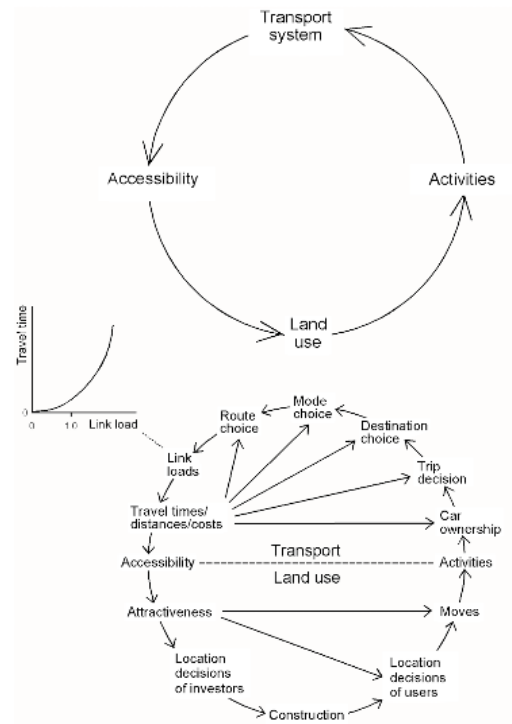 Transport
system
Accessibility
Activities
Land
use
Travel time
0
0
1.0
Link load
Mode
choice
Route
choice
Destination
choice
Link
loads
Trip
decision
Travel times/
distances/costs
Car
ownership
Transport
Accessibility
Activities
Land use
Attractiveness
Moves
Location
decisions
of investors
Location
decisions
of users
Construction